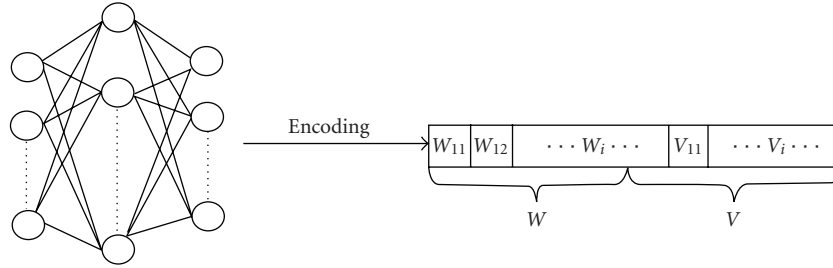 Encoding
W₁₁ W₁₂ ··· Wᵢ ··· V₁₁ ··· Vᵢ ···
W V